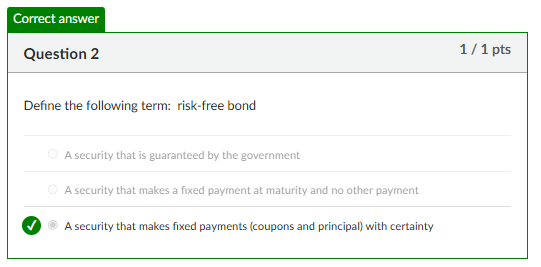 Correct answer
Question 2 1 / 1 pts
Define the following term:  risk-free bond
A security that is guaranteed by the government
A security that makes a fixed payment at maturity and no other payment
A security that makes fixed payments (coupons and principal) with certainty